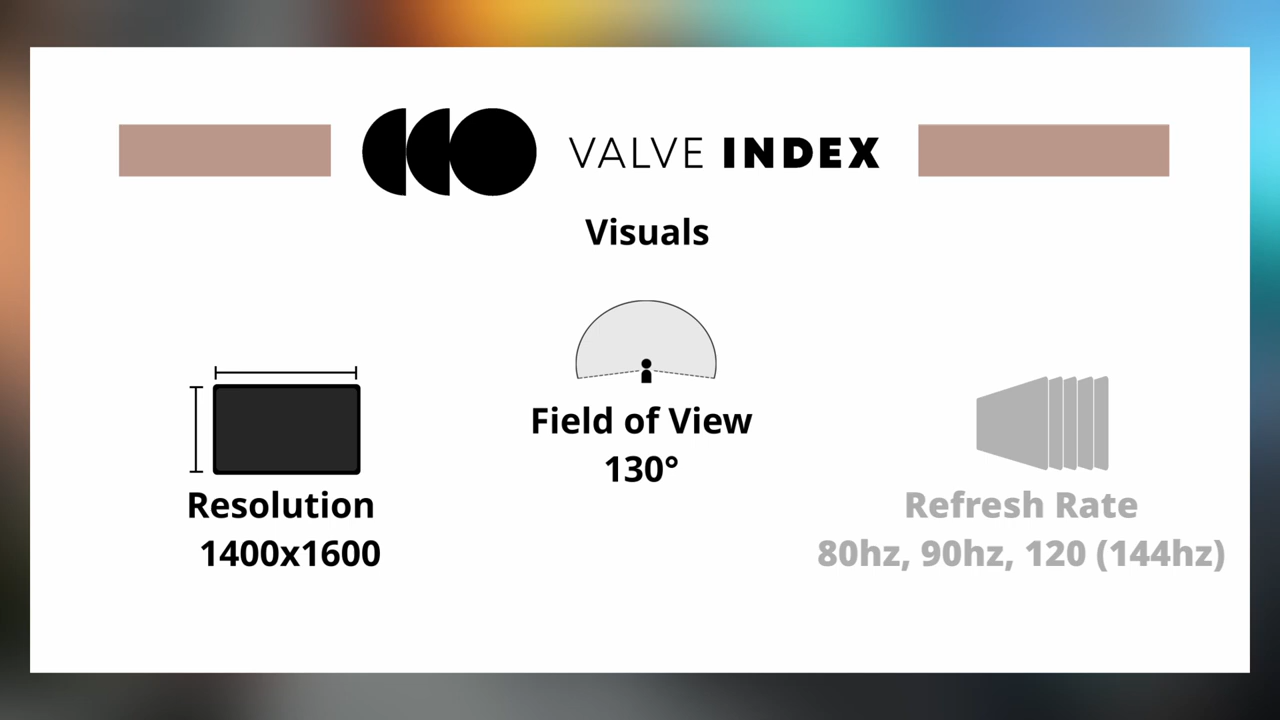 VALVE INDEX
Visuals
Field of View
130°
Resolution
1400x1600
Refresh Rate
80hz, 90hz, 120 (144hz)